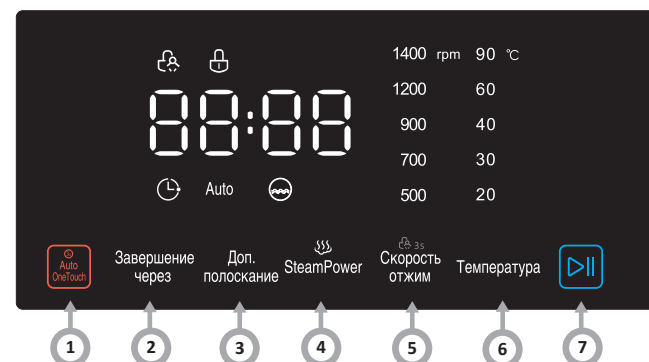 1400 rpm 90 °C
88:88
1200 60
900 40
700 30
Auto
500 20
3s
Auto
OneTouch
Завершение
через
Доп.
полоскание
SteamPower
Скорость
отжим
Температура
1 2 3 4 5 6 7